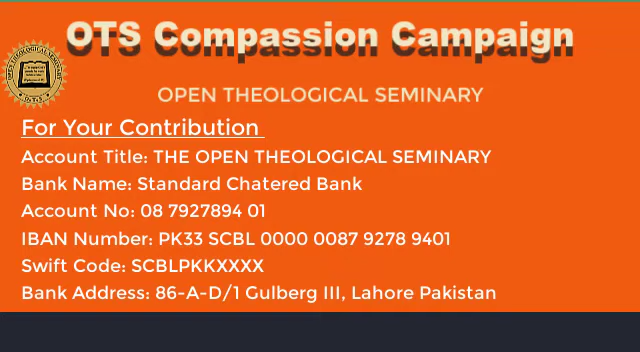 OTS Compassion Campaign
OPEN THEOLOGICAL SEMINARY
For Your Contribution
Account Title: THE OPEN THEOLOGICAL SEMINARY
Bank Name: Standard Chatered Bank
Account No: 08 7927894 01
IBAN Number: PK33 SCBL 0000 0087 9278 9401
Swift Code: SCBLPKKXXXX
Bank Address: 86-A-D/1 Gulberg III, Lahore Pakistan